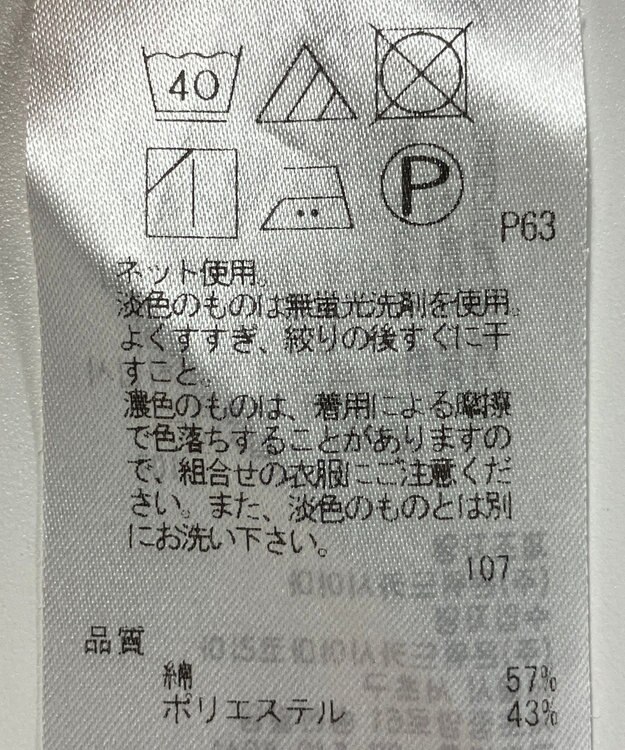 40
P
P63
ネット使用。
淡色のものは無蛍光洗剤を使用。
よくすすぎ、絞りの後すぐに干
すこと。
濃色のものは、着用による摩擦
で色落ちすることがありますの
で、組合せの衣服にご注意くだ
さい。また、淡色のものとは別
にお洗い下さい。
107
品質
綿 57%
ポリエステル 43%